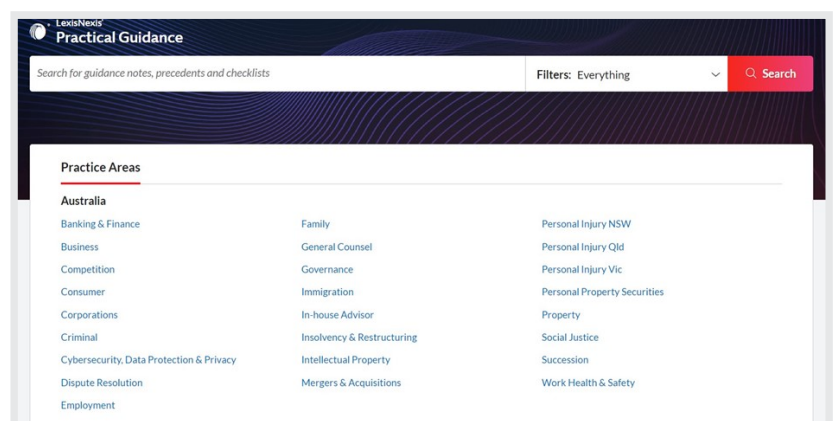 LexisNexis®
Practical Guidance
Search for guidance notes, precedents and checklists
Filters: Everything
Search
Practice Areas
Australia
Banking & Finance
Business
Competition
Consumer
Corporations
Criminal
Cybersecurity, Data Protection & Privacy
Dispute Resolution
Employment
Family
General Counsel
Governance
Immigration
In-house Advisor
Insolvency & Restructuring
Intellectual Property
Mergers & Acquisitions
Personal Injury NSW
Personal Injury Qld
Personal Injury Vic
Personal Property Securities
Property
Social Justice
Succession
Work Health & Safety